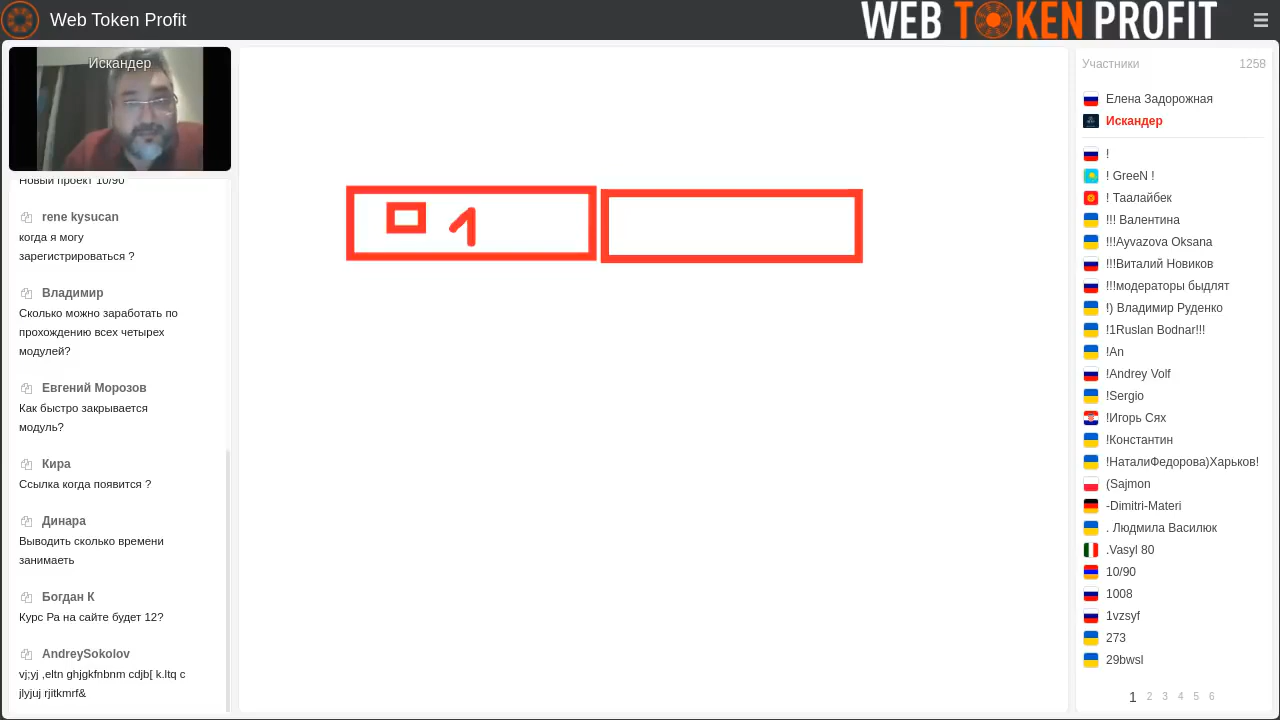 Web Token Profit
WEB TOKEN PROFIT
Искандер
Новый проект 10/90
rene kysucan
когда я могу
зарегистрироваться ?
Владимир
Сколько можно заработать по
прохождению всех четырех
модулей?
Евгений Морозов
Как быстро закрывается
модуль?
Кира
Ссылка когда появится ?
Динара
Выводить сколько времени
занимаеть
Богдан К
Курс Ра на сайте будет 12?
AndreySokolov
vj;yj ,eltn ghjgkfnbnm cdjb[ k.ltq c
jlyjuj rjitkmrf&
1
Участники 1258
Елена Задорожная
Искандер
!
! GreeN !
! Таалайбек
!!! Валентина
!!!Ayvazova Oksana
!!!Виталий Новиков
!!!модераторы быдлят
!) Владимир Руденко
!1Ruslan Bodnar!!!
!An
!Andrey Volf
!Sergio
!Игорь Сях
!Константин
!НаталиФедорова)Харьков!
(Sajmon
-Dimitri-Materi
. Людмила Василюк
.Vasyl 80
10/90
1008
1vzsyf
273
29bwsl
1 2 3 4 5 6